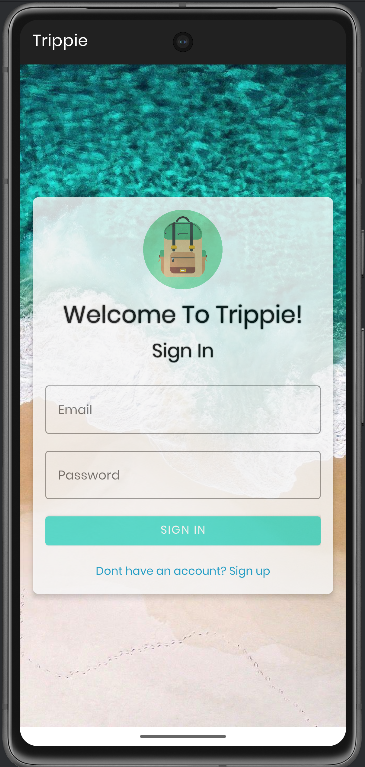 Trippie
Welcome To Trippie!
Sign In
Email
Password
SIGN IN
Dont have an account? Sign up